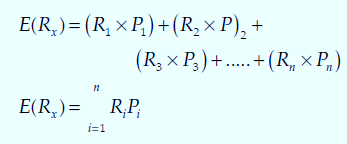 E(Rₓ)=(R₁×P₁)+(R₂×P)₂+
(R₃×P₃)+.....+(Rₙ×Pₙ)
n
E(Rₓ)= RᵢPᵢ
i=1